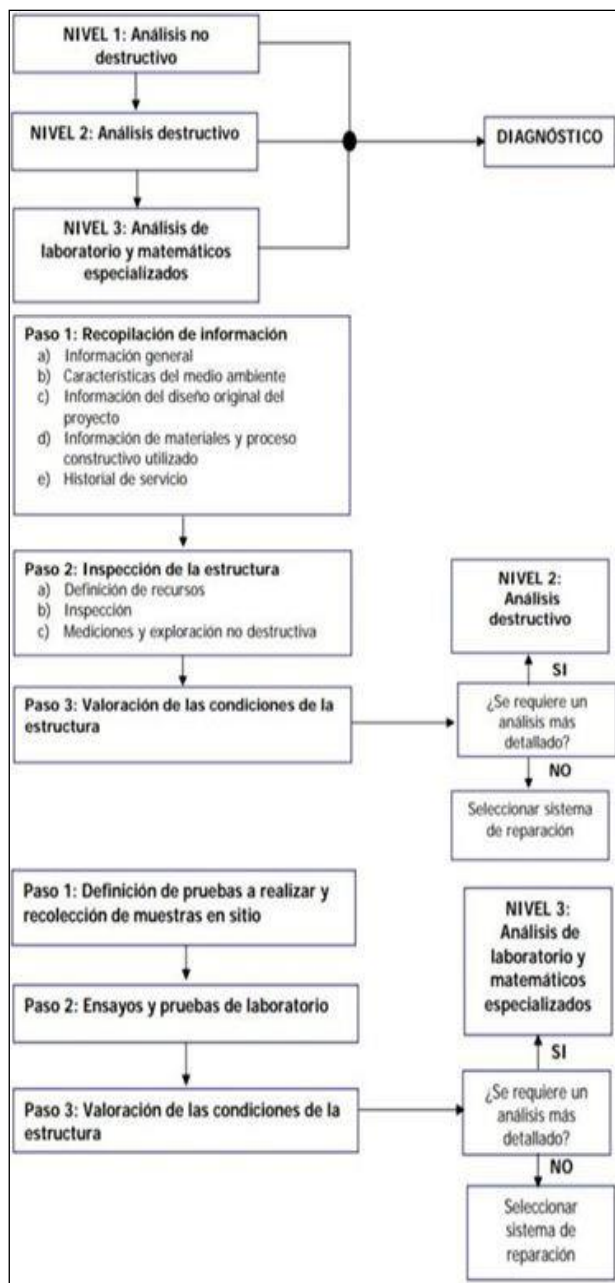 NIVEL 1: Análisis no
destructivo
NIVEL 2: Análisis destructivo
DIAGNÓSTICO
NIVEL 3: Análisis de
laboratorio y matemáticos
especializados
Paso 1: Recopilación de información
a) Información general
b) Características del medio ambiente
c) Información del diseño original del
proyecto
d) Información de materiales y proceso
constructivo utilizado
e) Historial de servicio
Paso 2: Inspección de la estructura
a) Definición de recursos
b) Inspección
c) Mediciones y exploración no destructiva
NIVEL 2:
Análisis
destructivo
SI
Paso 3: Valoración de las condiciones de la
estructura
¿Se requiere un
análisis más
detallado?
NO
Seleccionar sistema
de reparación
Paso 1: Definición de pruebas a realizar y
recolección de muestras en sitio
NIVEL 3:
Análisis de
laboratorio y
matemáticos
especializados
Paso 2: Ensayos y pruebas de laboratorio
SI
Paso 3: Valoración de las condiciones de la
estructura
¿Se requiere un
análisis más
detallado?
NO
Seleccionar
sistema de
reparación